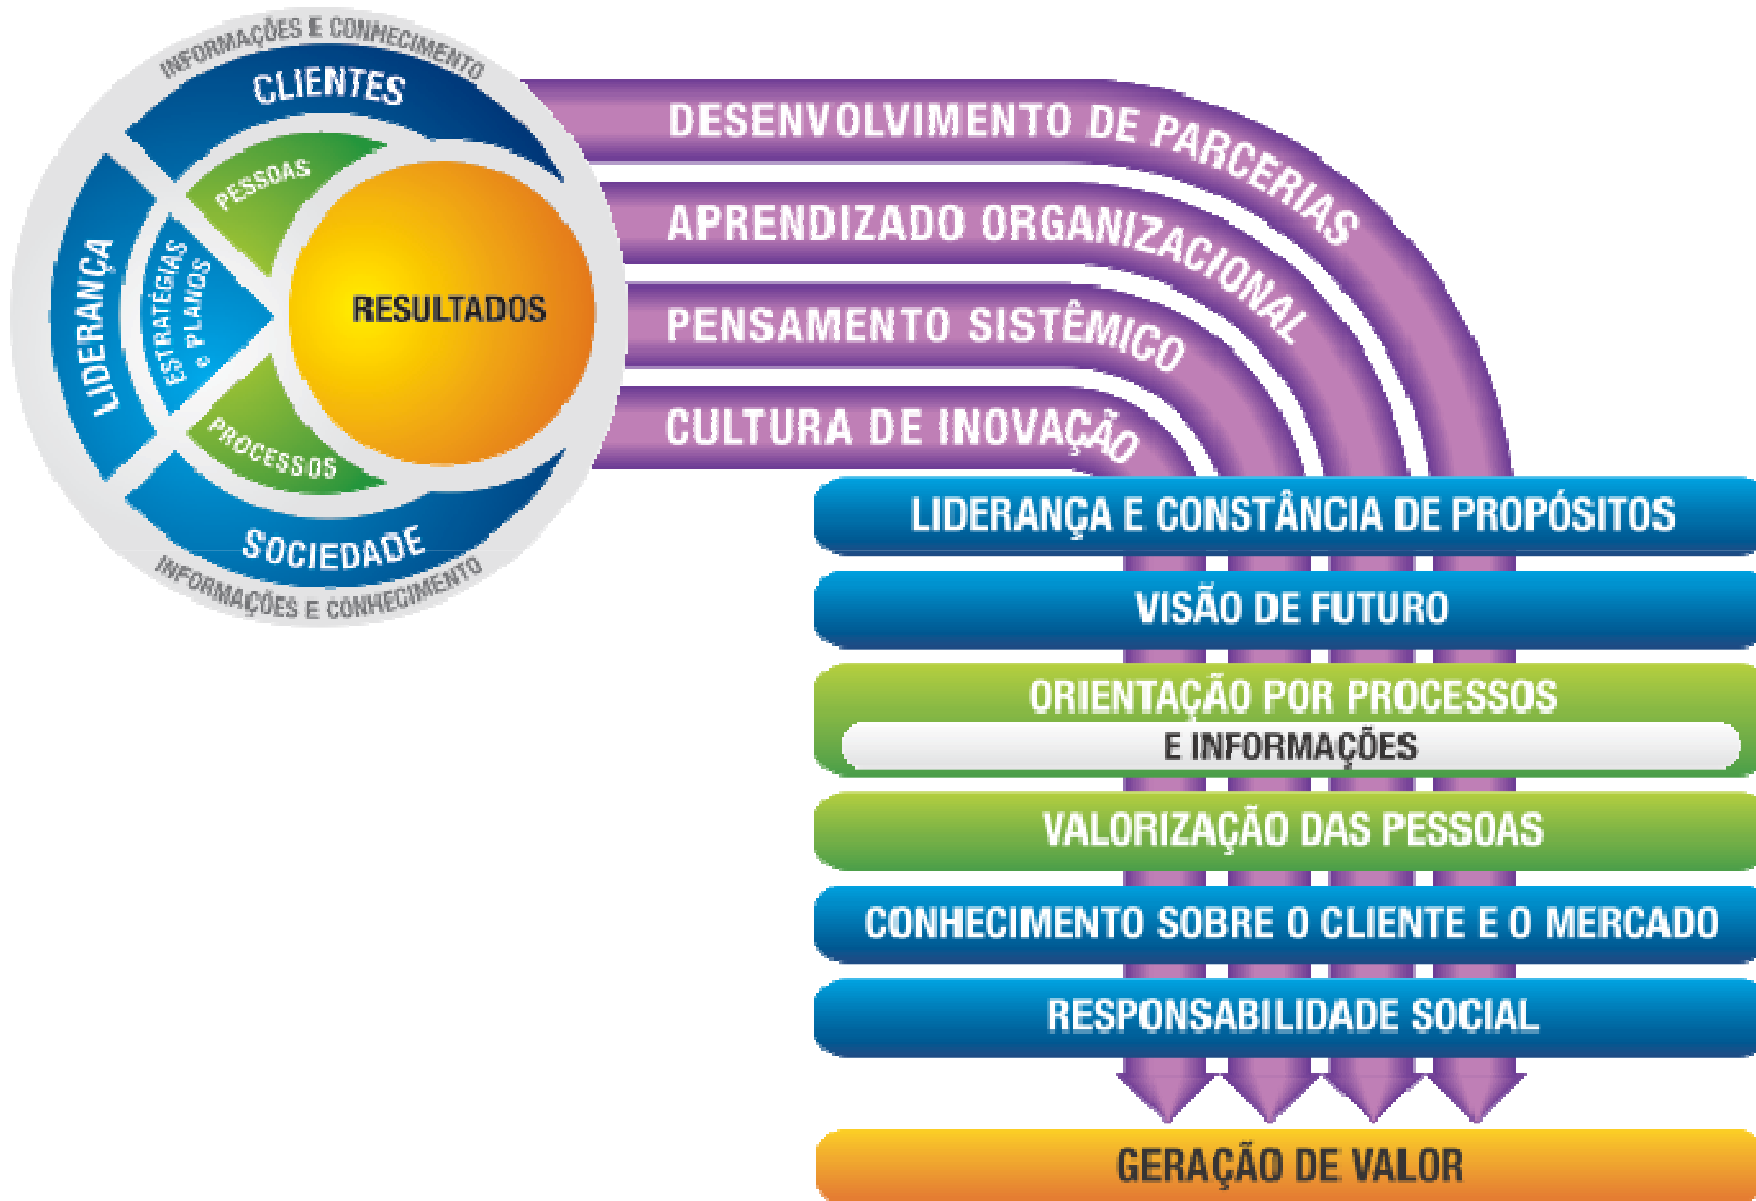 INFORMAÇÕES E CONHECIMENTO
CLIENTES
PESSOAS
LIDERANÇA
ESTRATÉGIAS
e PLANOS
RESULTADOS
PROCESSOS
SOCIEDADE
INFORMAÇÕES E CONHECIMENTO
DESENVOLVIMENTO DE PARCERIAS
APRENDIZADO ORGANIZACIONAL
PENSAMENTO SISTÊMICO
CULTURA DE INOVAÇÃO
LIDERANÇA E CONSTÂNCIA DE PROPÓSITOS
VISÃO DE FUTURO
ORIENTAÇÃO POR PROCESSOS
E INFORMAÇÕES
VALORIZAÇÃO DAS PESSOAS
CONHECIMENTO SOBRE O CLIENTE E O MERCADO
RESPONSABILIDADE SOCIAL
GERAÇÃO DE VALOR